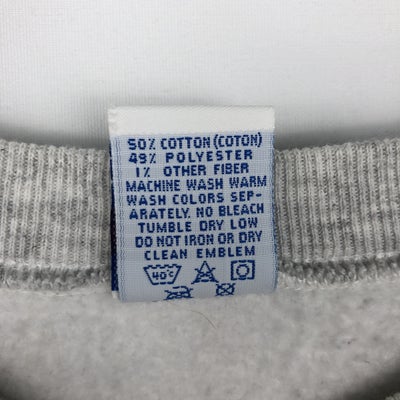 50% COTTON (COTON)
49% POLYESTER
1% OTHER FIBER
MACHINE WASH WARM
WASH COLORS SEP-
ARATELY. NO BLEACH
TUMBLE DRY LOW
DO NOT IRON OR DRY
CLEAN EMBLEM
40°C